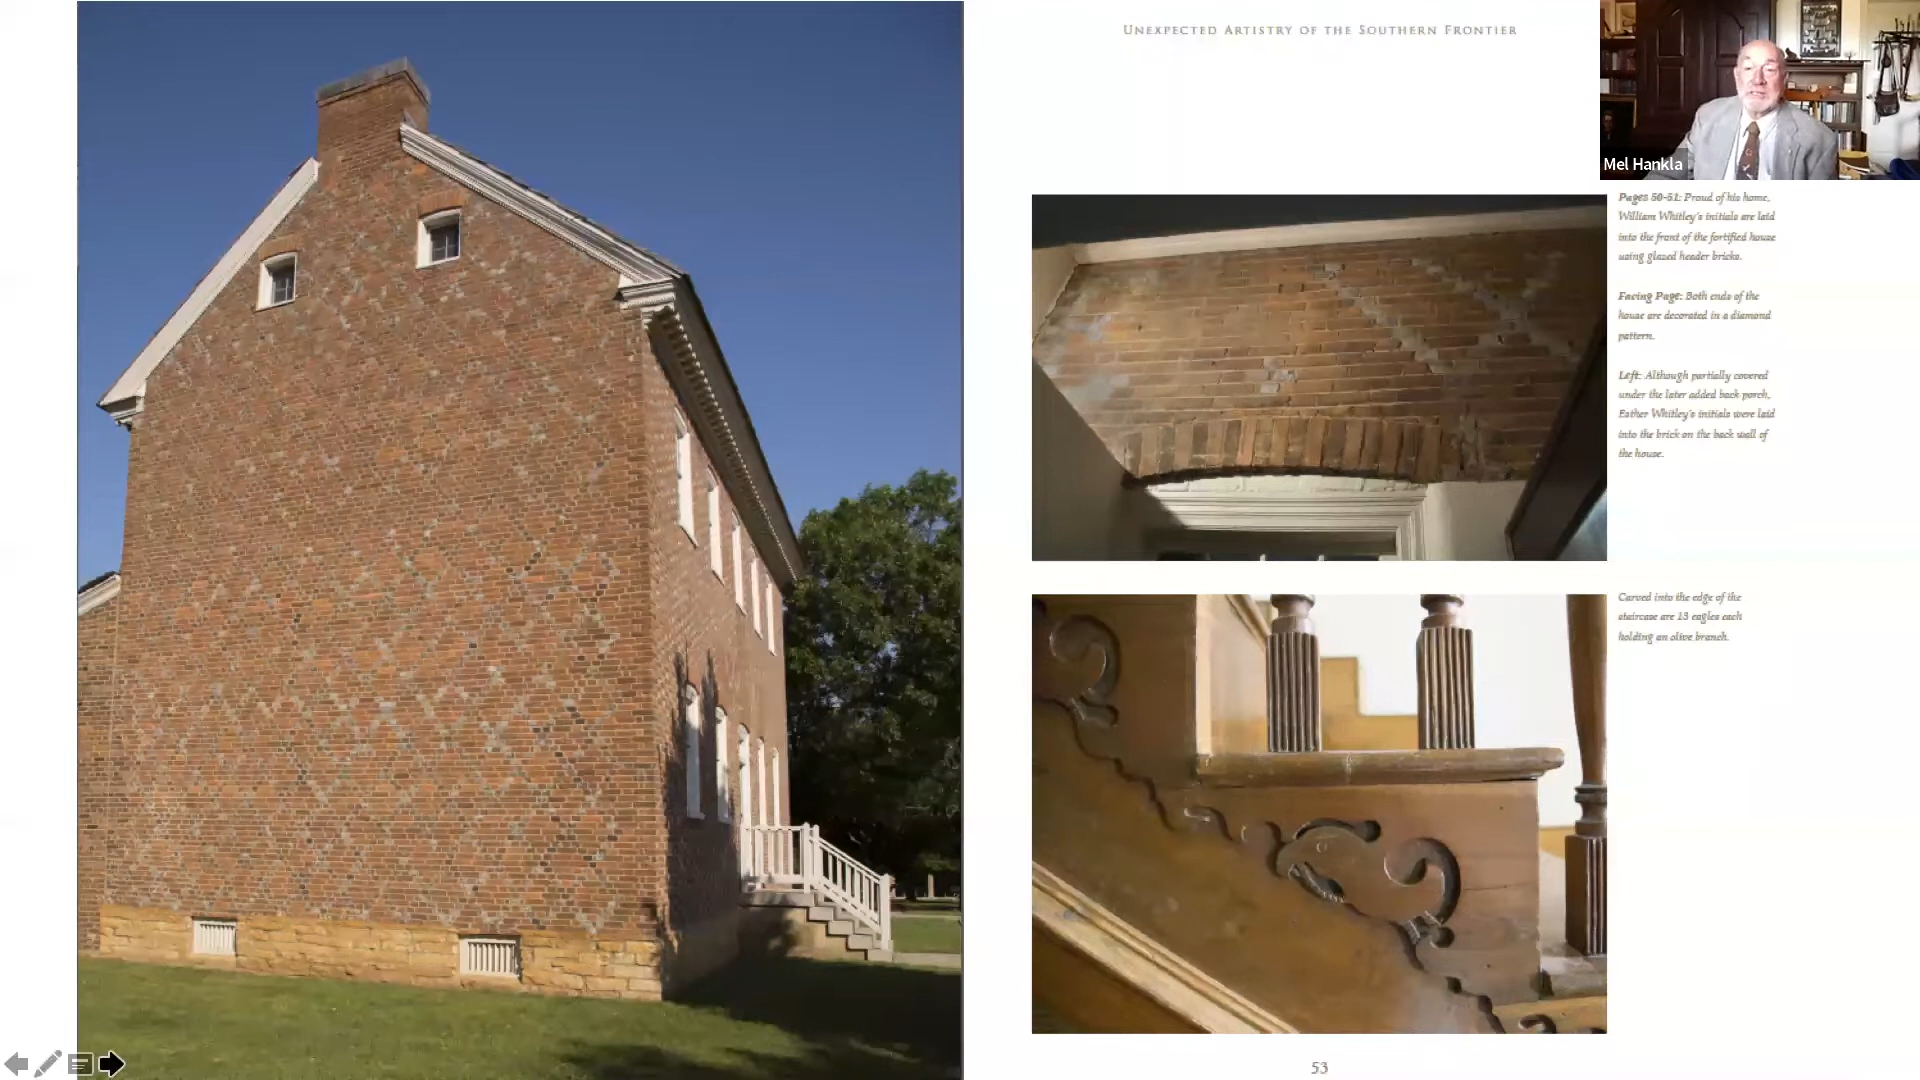 UNEXPECTED ARTISTRY OF THE SOUTHERN FRONTIER
Mel Hankla
Pages 50-51: Proud of his home,
William Whitley's initials are laid
into the front of the fortified house
using glazed header bricks.
Facing Page: Both ends of the
house are decorated in a diamond
pattern.
Left: Although partially covered
under the later added back porch,
Esther Whitley's initials were laid
into the brick on the back wall of
the house.
Carved into the edge of the
staircase are 13 eagles each
holding an olive branch.
53